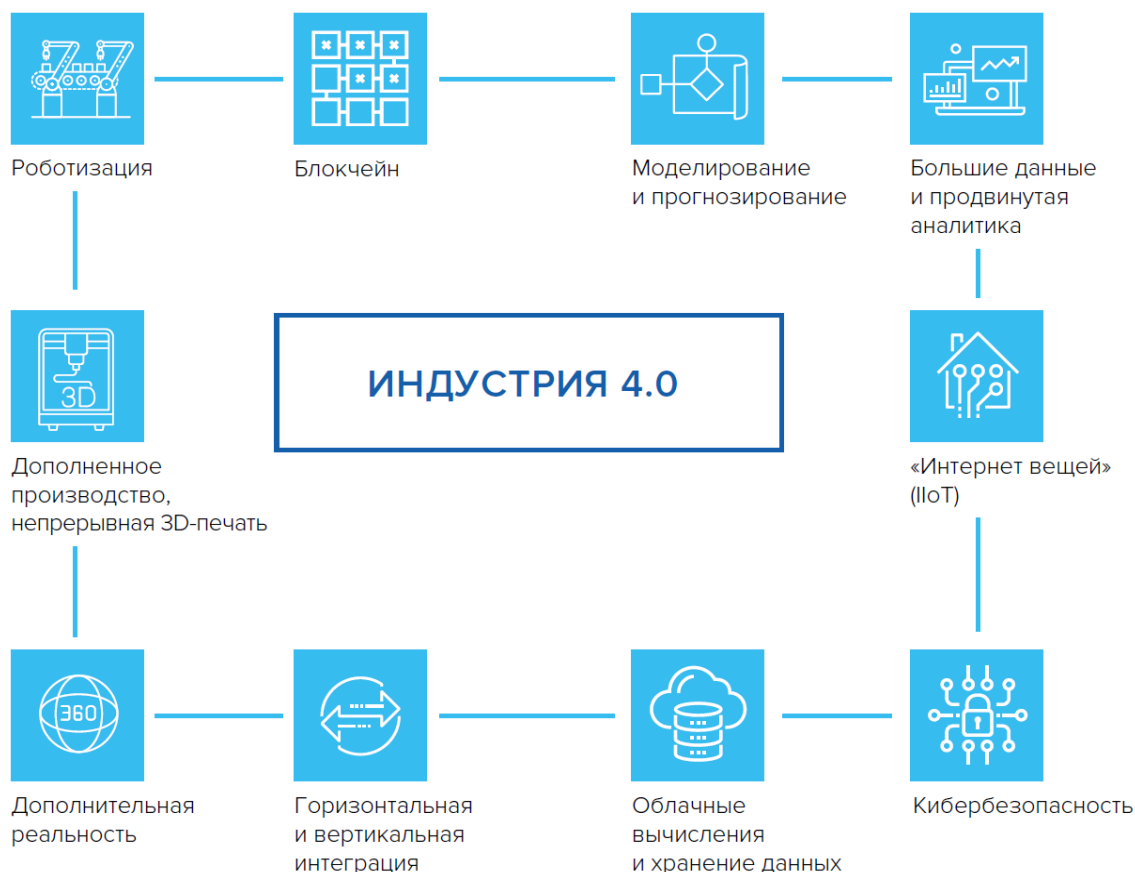 Роботизация
Блокчейн
Моделирование
и прогнозирование
Большие данные
и продвинутая
аналитика
3D
Дополненное
производство,
непрерывная 3D-печать
ИНДУСТРИЯ 4.0
«Интернет вещей»
(IIoT)
360
Дополнительная
реальность
Горизонтальная
и вертикальная
интеграция
Облачные
вычисления
и хранение данных
Кибербезопасность